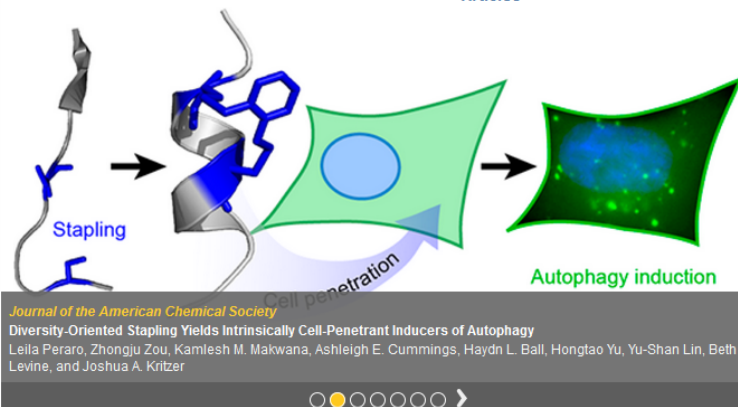 Stapling
Cell penetration
Autophagy induction
Journal of the American Chemical Society
Diversity-Oriented Stapling Yields Intrinsically Cell-Penetrant Inducers of Autophagy
Leila Peraro, Zhongju Zou, Kamlesh M. Makwana, Ashleigh E. Cummings, Haydn L. Ball, Hongtao Yu, Yu-Shan Lin, Beth
Levine, and Joshua A. Kritzer